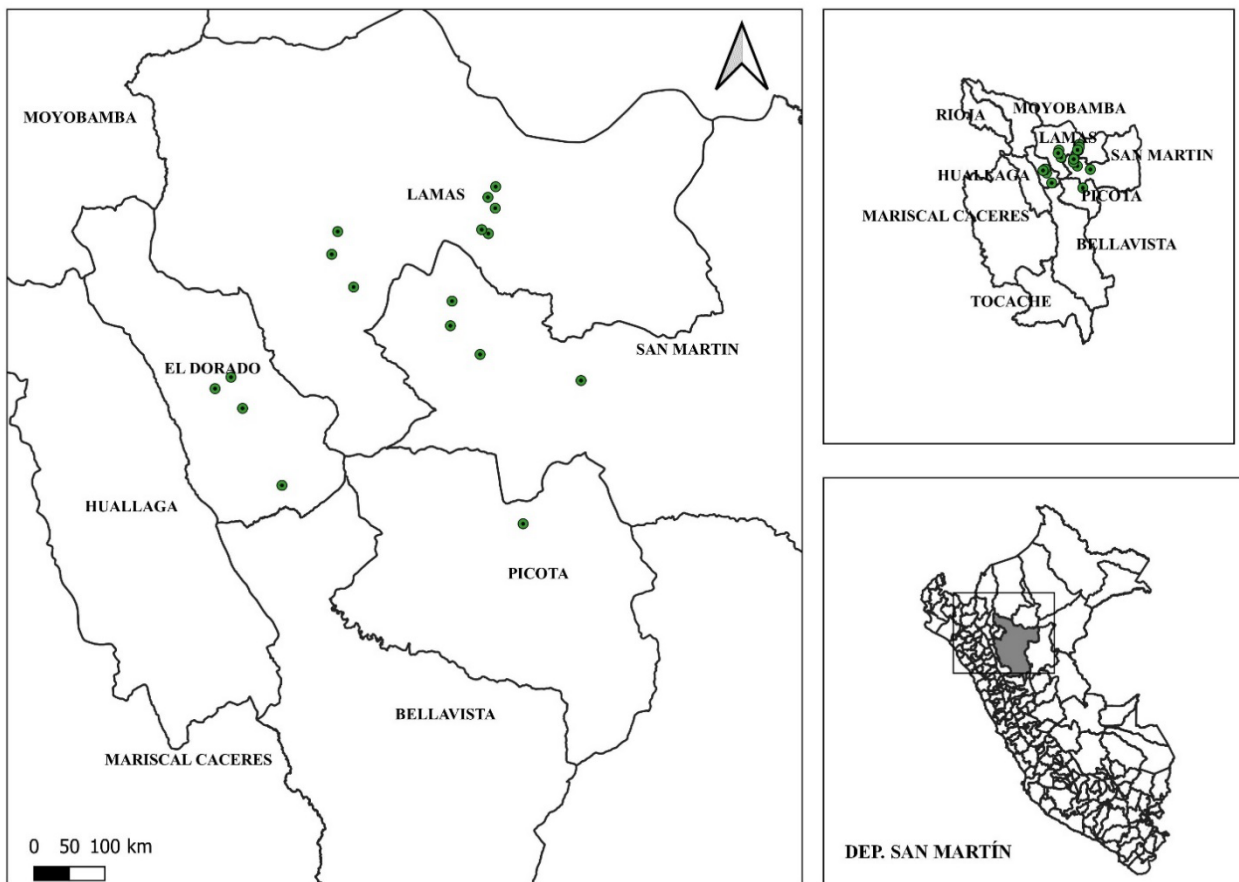 MOYOBAMBA
LAMAS
SAN MARTIN
EL DORADO
HUALLAGA
PICOTA
BELLAVISTA
MARISCAL CACERES
0 50 100 km
MOYOBAMBA
RIOJA
LAMAS
SAN MARTIN
HUALLAGA
PICOTA
MARISCAL CACERES
BELLAVISTA
TOCACHE
DEP. SAN MARTÍN